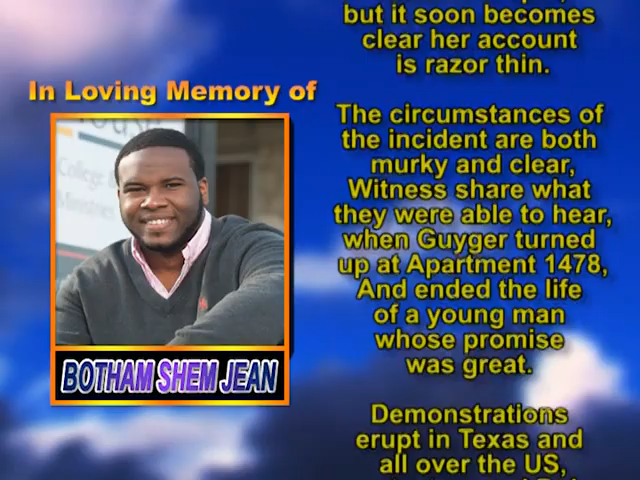 but it soon becomes
clear her account
is razor thin.
In Loving Memory of
The circumstances of
the incident are both
murky and clear,
Witness share what
they were able to hear,
when Guyger turned
up at Apartment 1478,
And ended the life
of a young man
whose promise
was great.
College
Ministries
BOTHAM SHEM JEAN
Demonstrations
erupt in Texas and
all over the US,